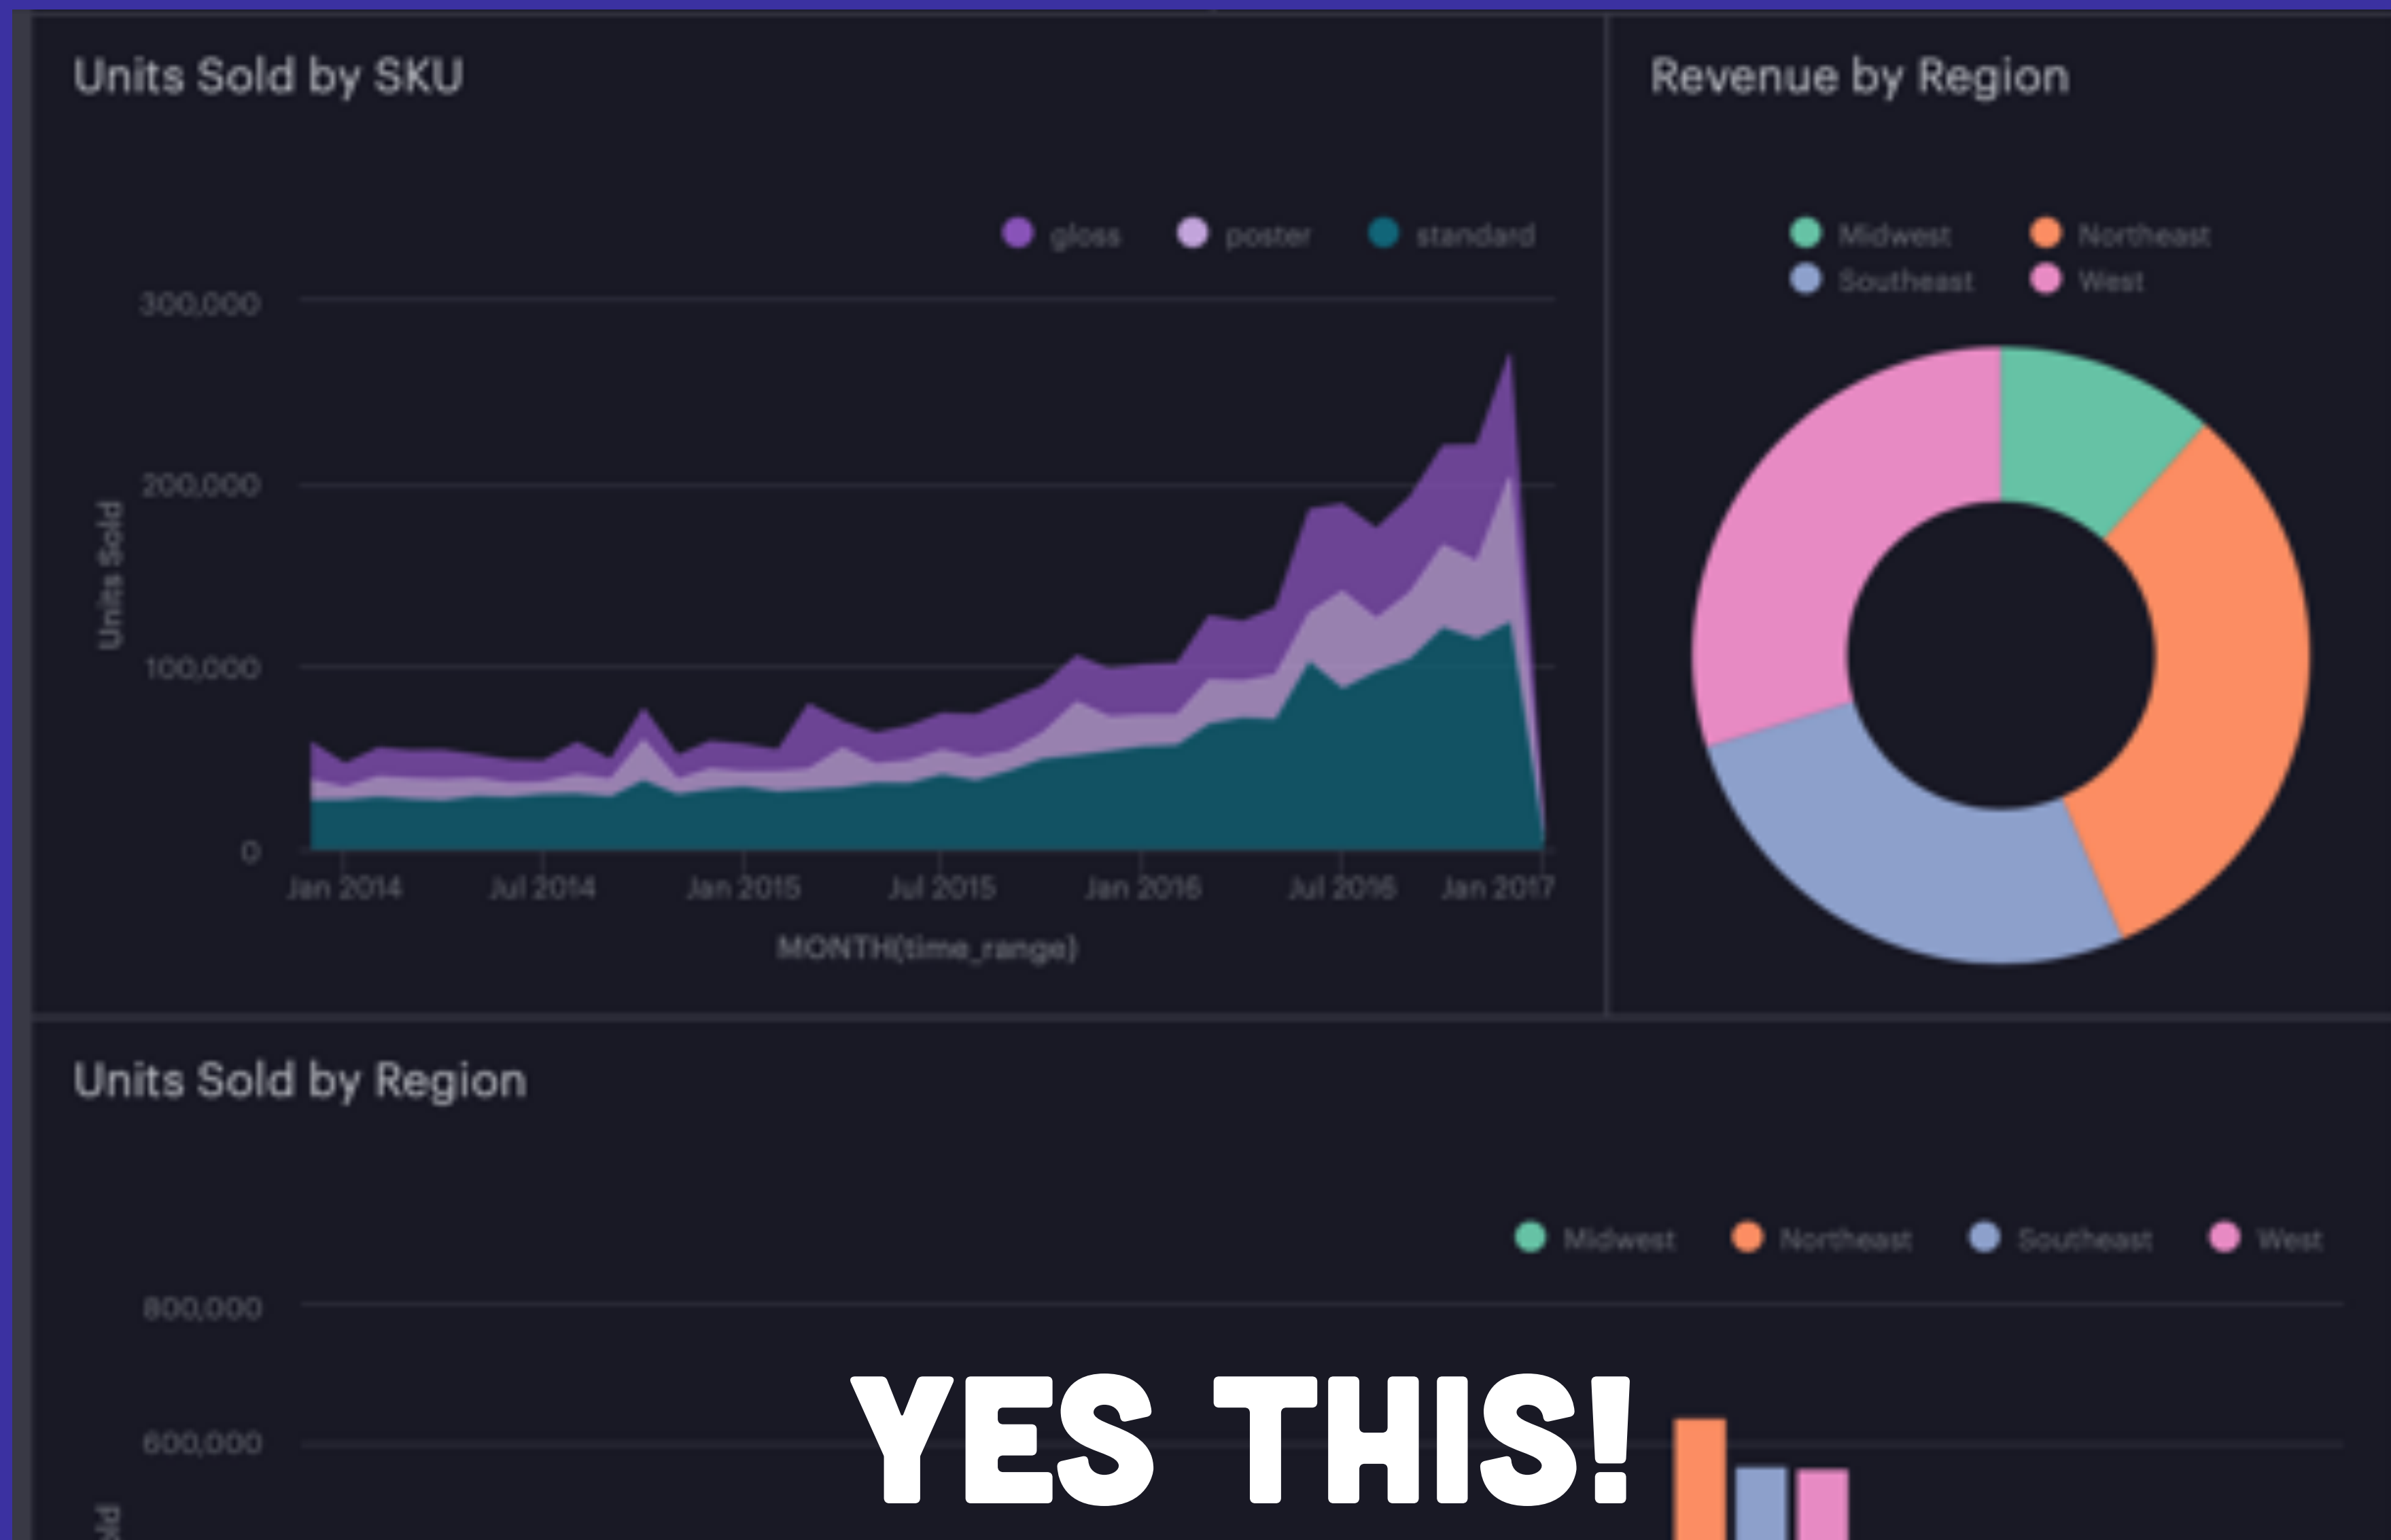 Units Sold by SKU
gloss poster standard
300,000
200,000
100,000
0
Units Sold
Jan 2014 Jul 2014 Jan 2015 Jul 2015 Jan 2016 Jul 2016 Jan 2017
MONTH(time_range)
Revenue by Region
Midwest Northeast
Southeast West
Units Sold by Region
Midwest Northeast Southeast West
800,000
600,000
YES THIS!